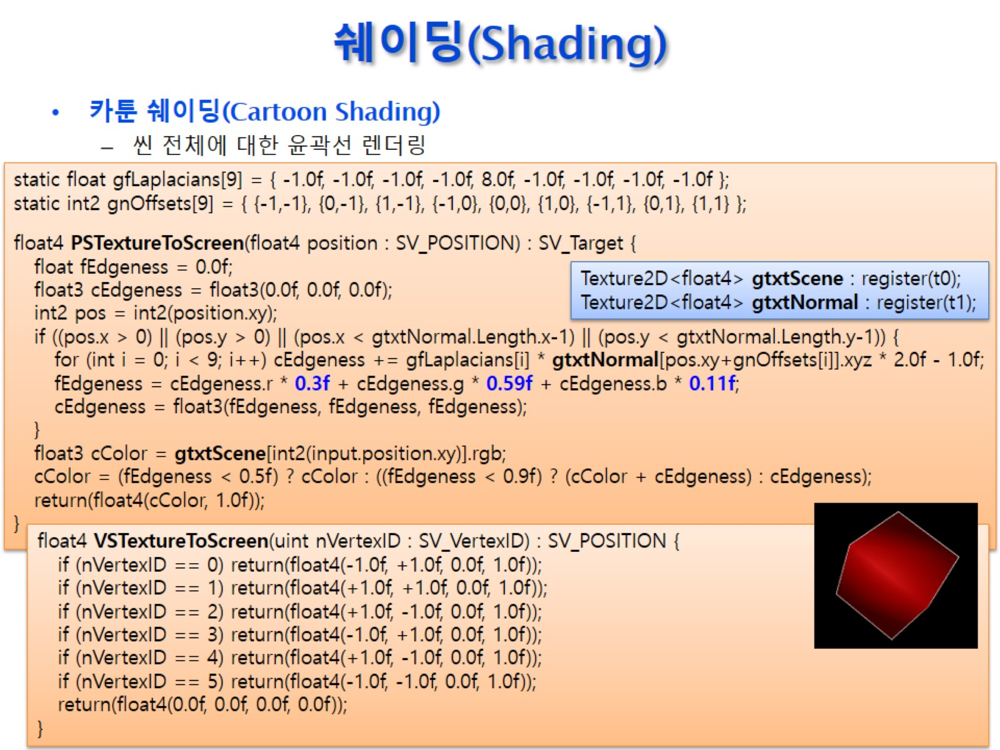 쉐이딩(Shading)
• 카툰 쉐이딩(Cartoon Shading)
– 씬 전체에 대한 윤곽선 렌더링
static float gfLaplacians[9] = { -1.0f, -1.0f, -1.0f, -1.0f, 8.0f, -1.0f, -1.0f, -1.0f, -1.0f };
static int2 gnOffsets[9] = { {-1,-1}, {0,-1}, {1,-1}, {-1,0}, {0,0}, {1,0}, {-1,1}, {0,1}, {1,1} };
float4 PSTextureToScreen(float4 position : SV_POSITION) : SV_Target {
float fEdgeness = 0.0f;
float3 cEdgeness = float3(0.0f, 0.0f, 0.0f);
int2 pos = int2(position.xy);
Texture2D<float4> gtxtScene : register(t0);
Texture2D<float4> gtxtNormal : register(t1);
if ((pos.x > 0) || (pos.y > 0) || (pos.x < gtxtNormal.Length.x-1) || (pos.y < gtxtNormal.Length.y-1)) {
for (int i = 0; i < 9; i++) cEdgeness += gfLaplacians[i] * gtxtNormal[pos.xy+gnOffsets[i]].xyz * 2.0f - 1.0f;
fEdgeness = cEdgeness.r * 0.3f + cEdgeness.g * 0.59f + cEdgeness.b * 0.11f;
cEdgeness = float3(fEdgeness, fEdgeness, fEdgeness);
}
float3 cColor = gtxtScene[int2(input.position.xy)].rgb;
cColor = (fEdgeness < 0.5f) ? cColor : ((fEdgeness < 0.9f) ? (cColor + cEdgeness) : cEdgeness);
return(float4(cColor, 1.0f));
}
float4 VSTextureToScreen(uint nVertexID : SV_VertexID) : SV_POSITION {
if (nVertexID == 0) return(float4(-1.0f, +1.0f, 0.0f, 1.0f));
if (nVertexID == 1) return(float4(+1.0f, +1.0f, 0.0f, 1.0f));
if (nVertexID == 2) return(float4(+1.0f, -1.0f, 0.0f, 1.0f));
if (nVertexID == 3) return(float4(-1.0f, +1.0f, 0.0f, 1.0f));
if (nVertexID == 4) return(float4(+1.0f, -1.0f, 0.0f, 1.0f));
if (nVertexID == 5) return(float4(-1.0f, -1.0f, 0.0f, 1.0f));
return(float4(0.0f, 0.0f, 0.0f, 0.0f));
}